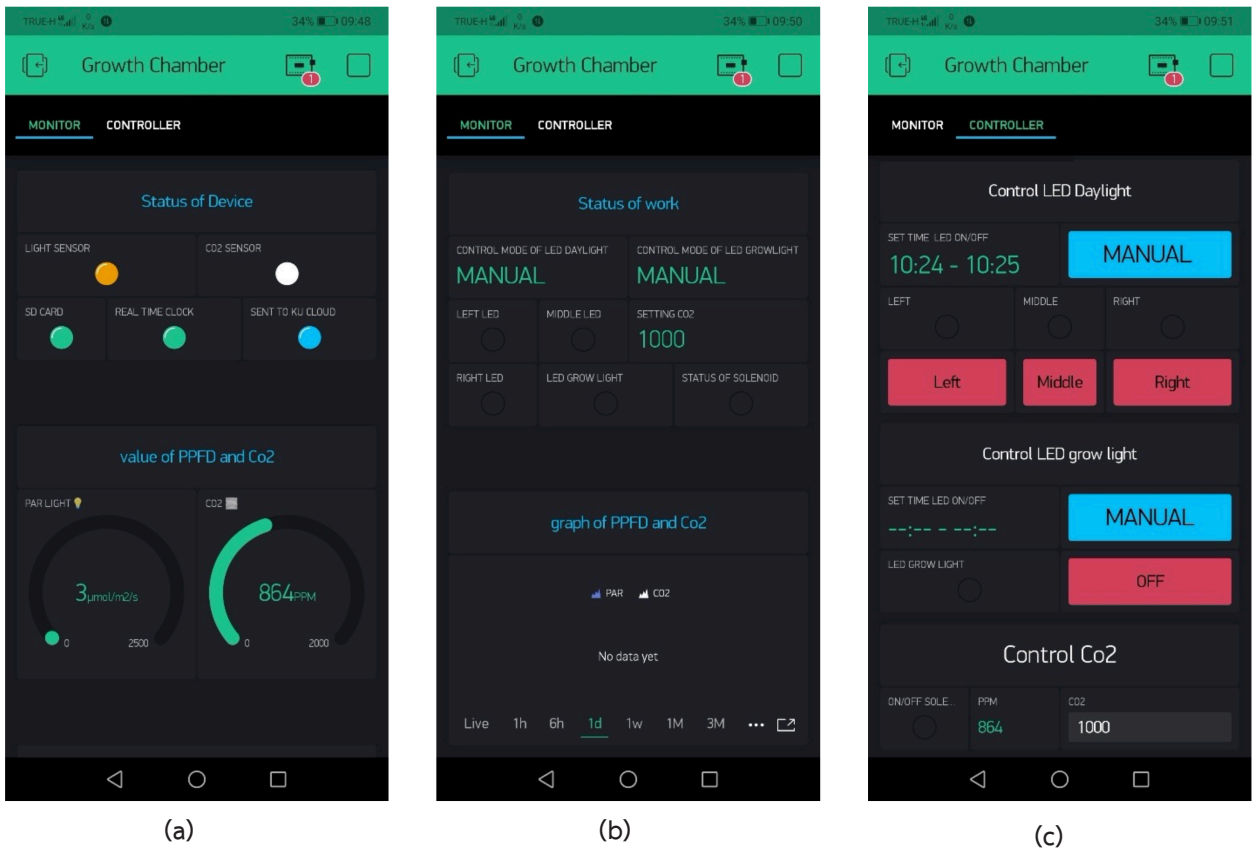 TRUE-H 0 K/s 34% 09:48
Growth Chamber
1
MONITOR CONTROLLER
Status of Device
LIGHT SENSOR CO2 SENSOR
SD CARD REAL TIME CLOCK SENT TO KU CLOUD
value of PPFD and Co2
PAR LIGHT CO2
3μmol/m2/s 864PPM
0 2500 0 2000
(a)
TRUE-H 0 K/s 34% 09:50
Growth Chamber
1
MONITOR CONTROLLER
Status of work
CONTROL MODE OF LED DAYLIGHT CONTROL MODE OF LED GROWLIGHT
MANUAL MANUAL
LEFT LED MIDDLE LED SETTING CO2
1000
RIGHT LED LED GROW LIGHT STATUS OF SOLENOID
graph of PPFD and Co2
PAR CO2
No data yet
Live 1h 6h 1d 1w 1M 3M ...
(b)
TRUE-H 0 K/s 34% 09:51
Growth Chamber
1
MONITOR CONTROLLER
Control LED Daylight
SET TIME LED ON/OFF
10:24 - 10:25 MANUAL
LEFT MIDDLE RIGHT
Left Middle Right
Control LED grow light
SET TIME LED ON/OFF
--:-- - --:-- MANUAL
LED GROW LIGHT
OFF
Control Co2
ON/OFF SOLE... PPM CO2
864 1000
(c)